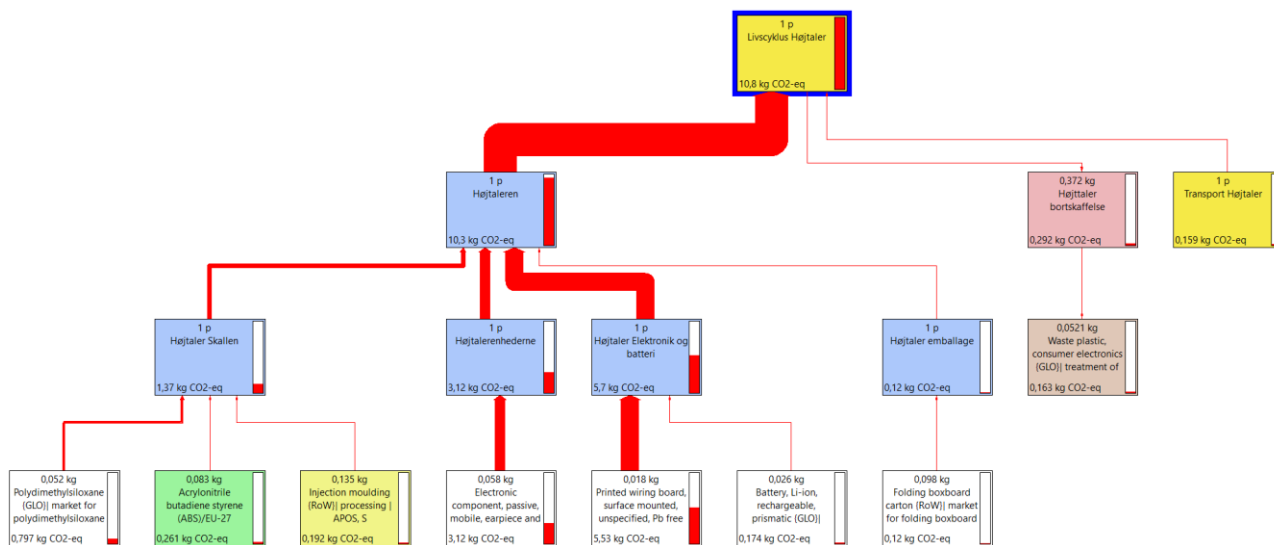 1 p
Livscyklus Højtaler
10,8 kg CO2-eq
1 p
Højtaleren
10,3 kg CO2-eq
0,372 kg
Højttaler
bortskaffelse
0,292 kg CO2-eq
1 p
Transport Højtaler
0,159 kg CO2-eq
1 p
Højtaler Skallen
1,37 kg CO2-eq
1 p
Højtalerenhederne
3,12 kg CO2-eq
1 p
Højtaler Elektronik og
batteri
5,7 kg CO2-eq
1 p
Højtaler emballage
0,12 kg CO2-eq
0,0521 kg
Waste plastic,
consumer electronics
{GLO}| treatment of
0,163 kg CO2-eq
0,052 kg
Polydimethylsiloxane
{GLO}| market for
polydimethylsiloxane
0,797 kg CO2-eq
0,083 kg
Acrylonitrile
butadiene styrene
(ABS)/EU-27
0,261 kg CO2-eq
0,135 kg
Injection moulding
{RoW}| processing |
APOS, S
0,192 kg CO2-eq
0,058 kg
Electronic
component, passive,
mobile, earpiece and
3,12 kg CO2-eq
0,018 kg
Printed wiring board,
surface mounted,
unspecified, Pb free
5,53 kg CO2-eq
0,026 kg
Battery, Li-ion,
rechargeable,
prismatic {GLO}|
0,174 kg CO2-eq
0,098 kg
Folding boxboard
carton {RoW}| market
for folding boxboard
0,12 kg CO2-eq